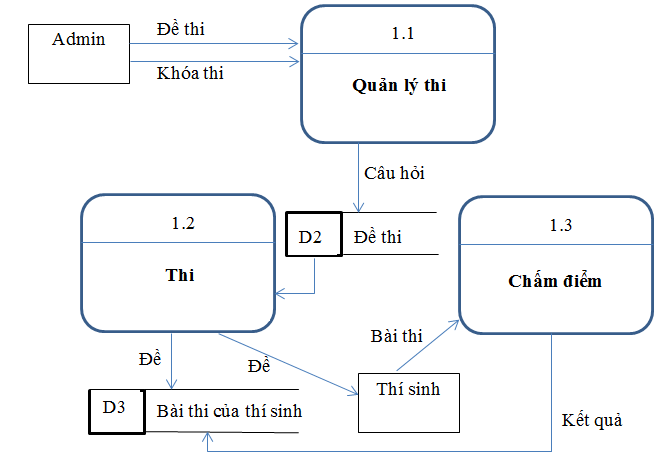 Admin
Đề thi
Khóa thi
1.1
Quản lý thi
Câu hỏi
1.2
Thi
D2
Đề thi
1.3
Chấm điểm
Đề
Đề
Bài thi
Thí sinh
D3
Bài thi của thí sinh
Kết quả